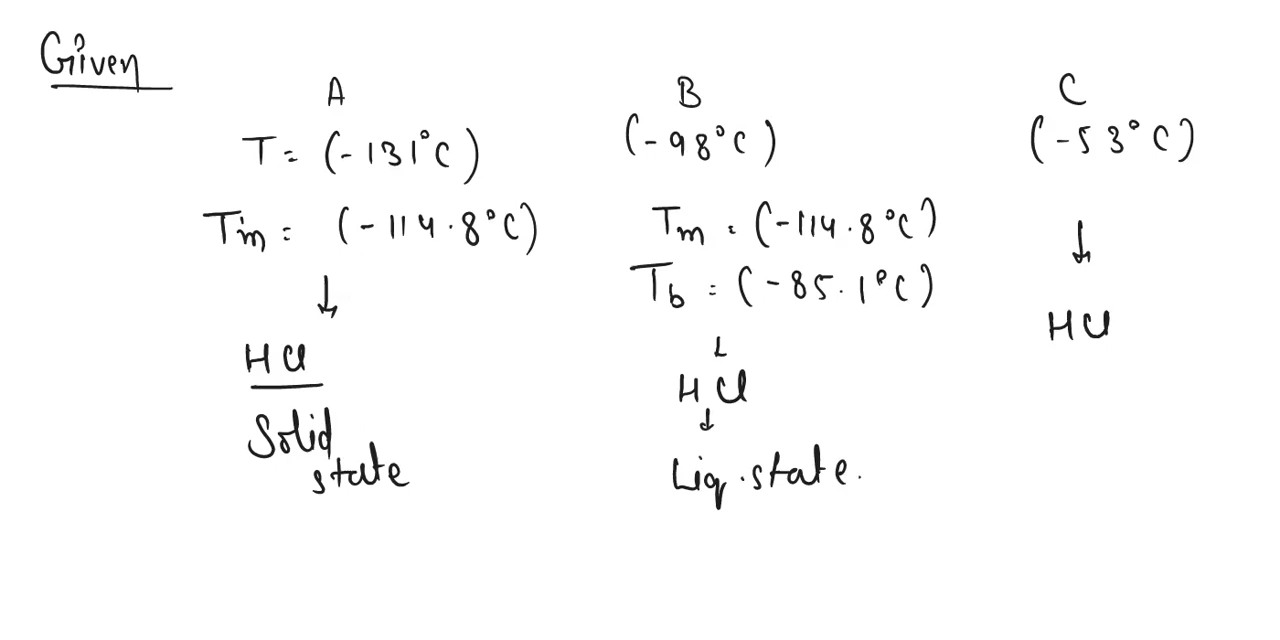 Given
A
T = (-131°C)
Tm = (-114.8°C)
↓
HCl
Solid
state
B
(-98°C)
Tm = (-114.8°C)
Tb = (-85.1°C)
↓
HCl
↓
Liq. state.
C
(-53°C)
↓
HCl